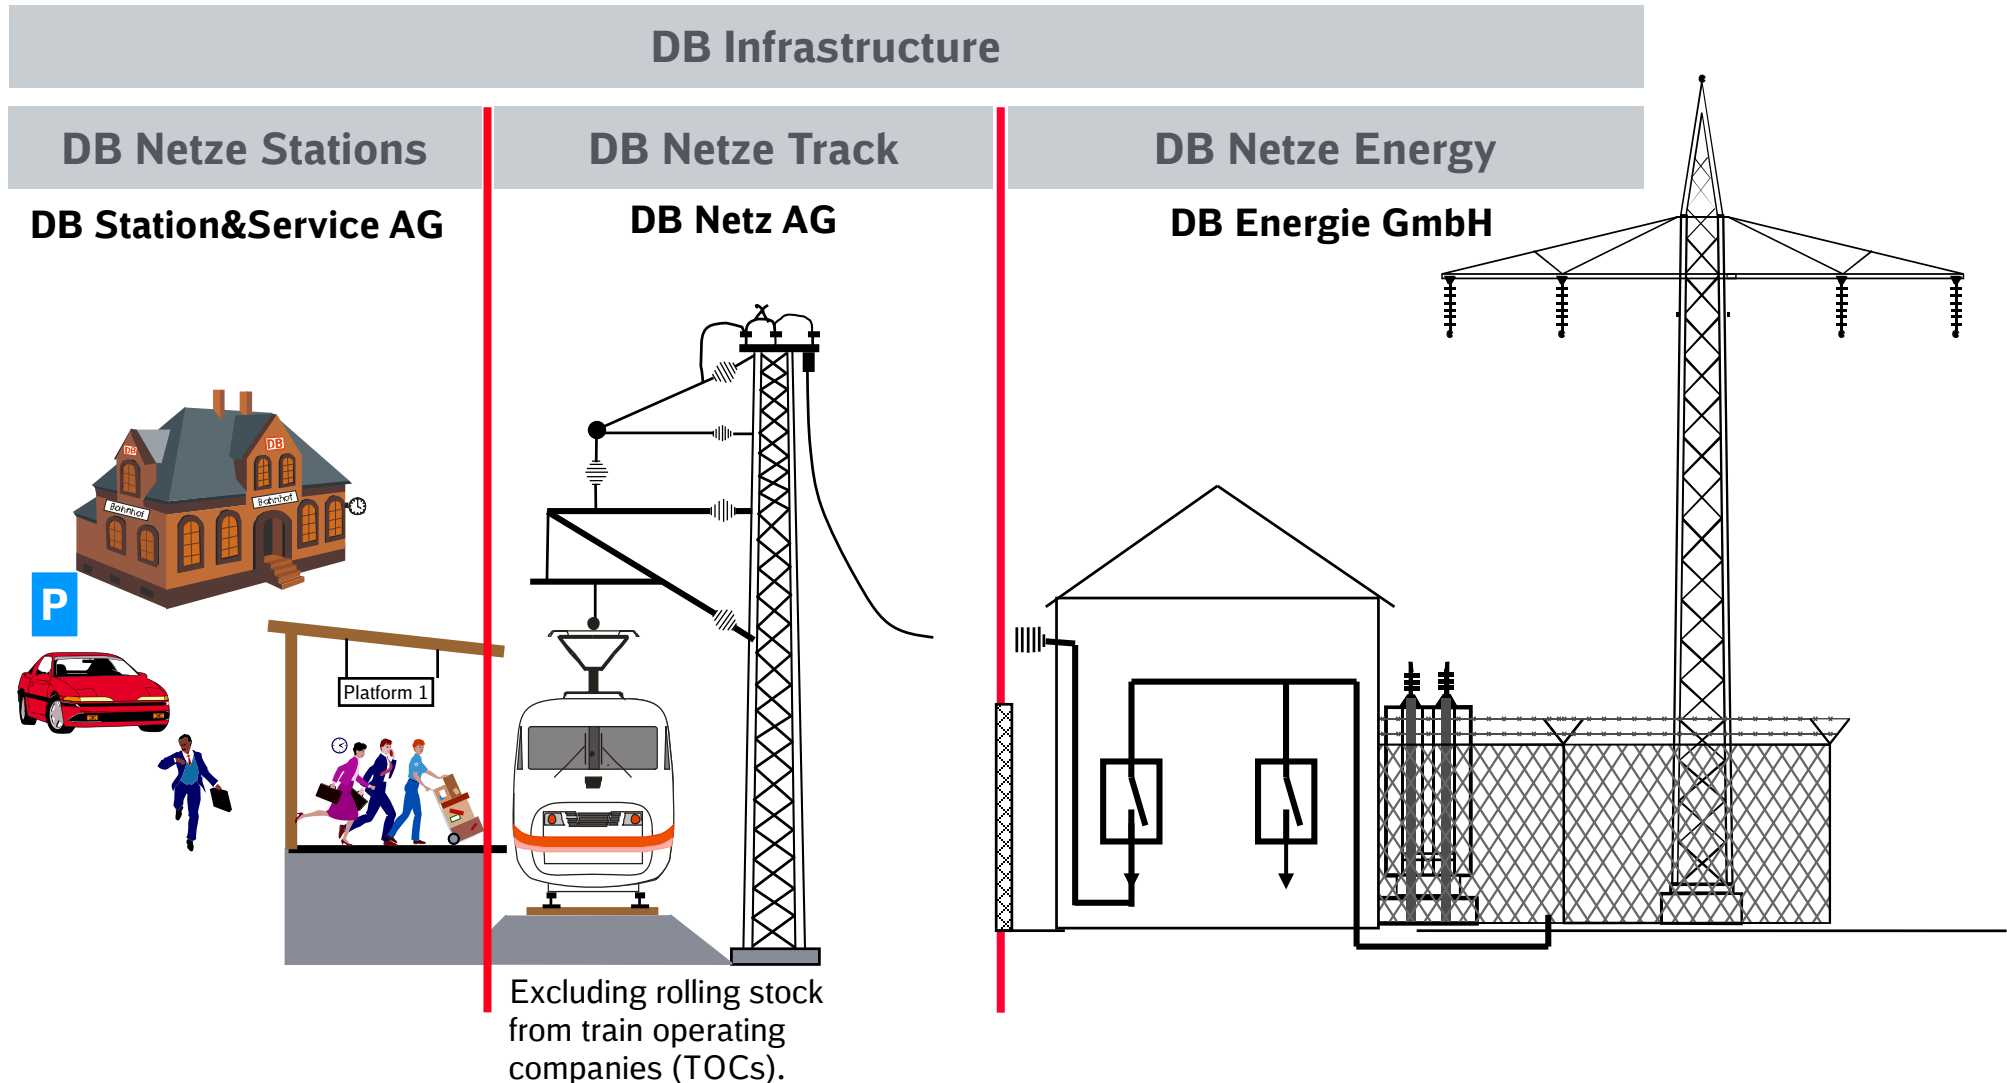 DB Infrastructure
DB Netze Stations
DB Netze Track
DB Netze Energy
DB Station&Service AG
DB Netz AG
DB Energie GmbH
DB
DB
Bahnhof
Bahnhof
P
Platform 1
Excluding rolling stock
from train operating
companies (TOCs).